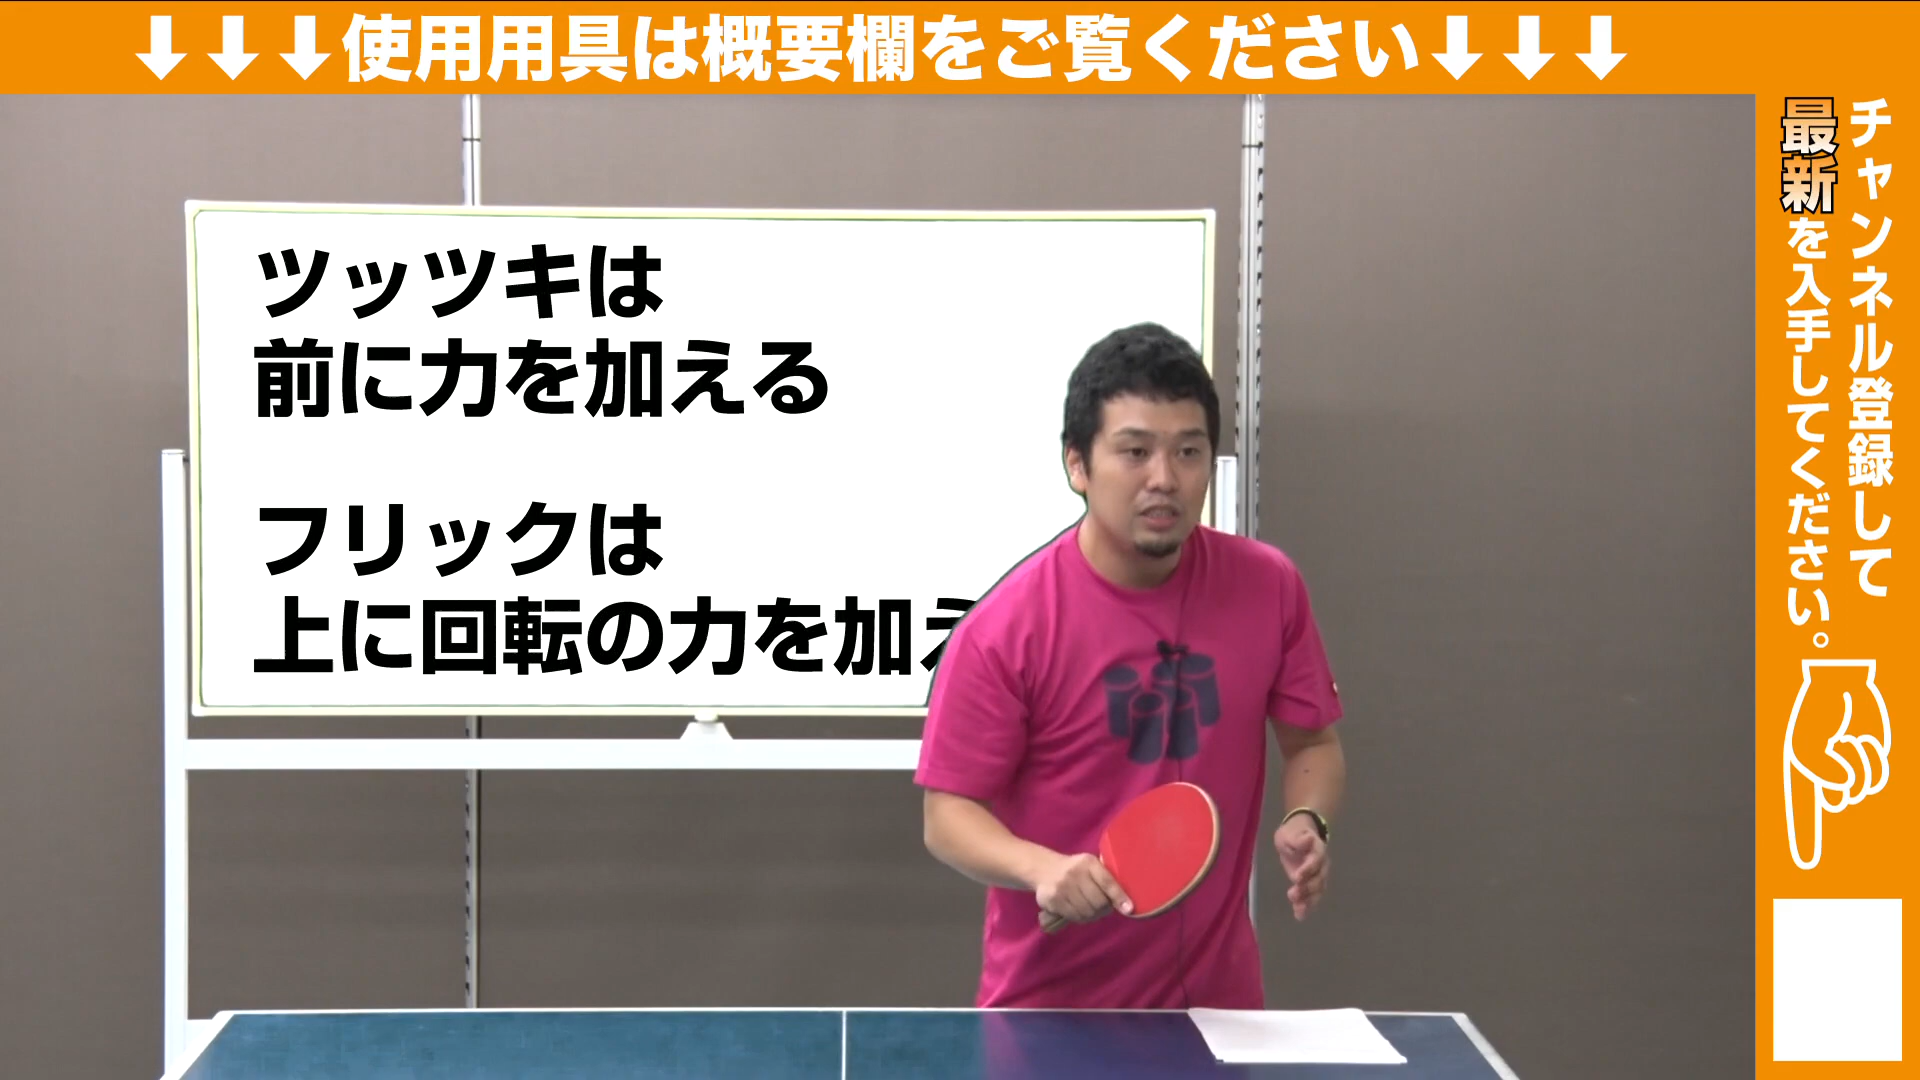 ↓↓↓使用用具は概要欄をご覧ください↓↓↓
ツッツキは
前に力を加える
フリックは
上に回転の力を加え
チャンネル登録して
最新を入手してください。